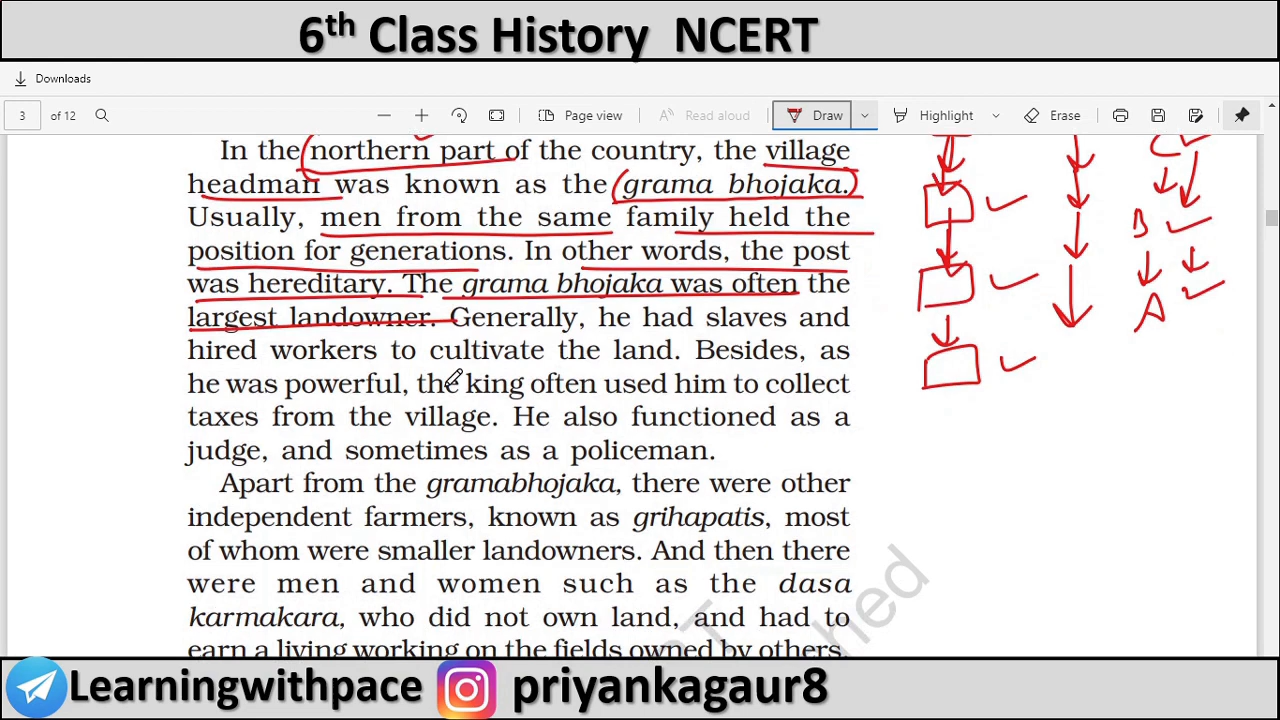 6th Class History NCERT
Downloads
3 of 12 Page view Read aloud Draw Highlight Erase
In the northern part of the country, the village
headman was known as the grama bhojaka.
Usually, men from the same family held the
position for generations. In other words, the post
was hereditary. The grama bhojaka was often the
largest landowner. Generally, he had slaves and
hired workers to cultivate the land. Besides, as
he was powerful, the king often used him to collect
taxes from the village. He also functioned as a
judge, and sometimes as a policeman.
Apart from the gramabhojaka, there were other
independent farmers, known as grihapatis, most
of whom were smaller landowners. And then there
were men and women such as the dasa
karmakara, who did not own land, and had to
earn a living working on the fields owned by others.
B
A
Learningwithpace priyankagaur8